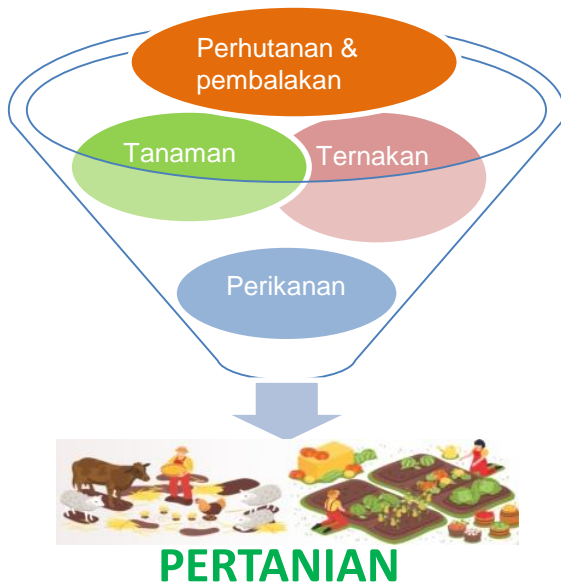 Perhutanan &
pembalakan
Tanaman
Ternakan
Perikanan
PERTANIAN